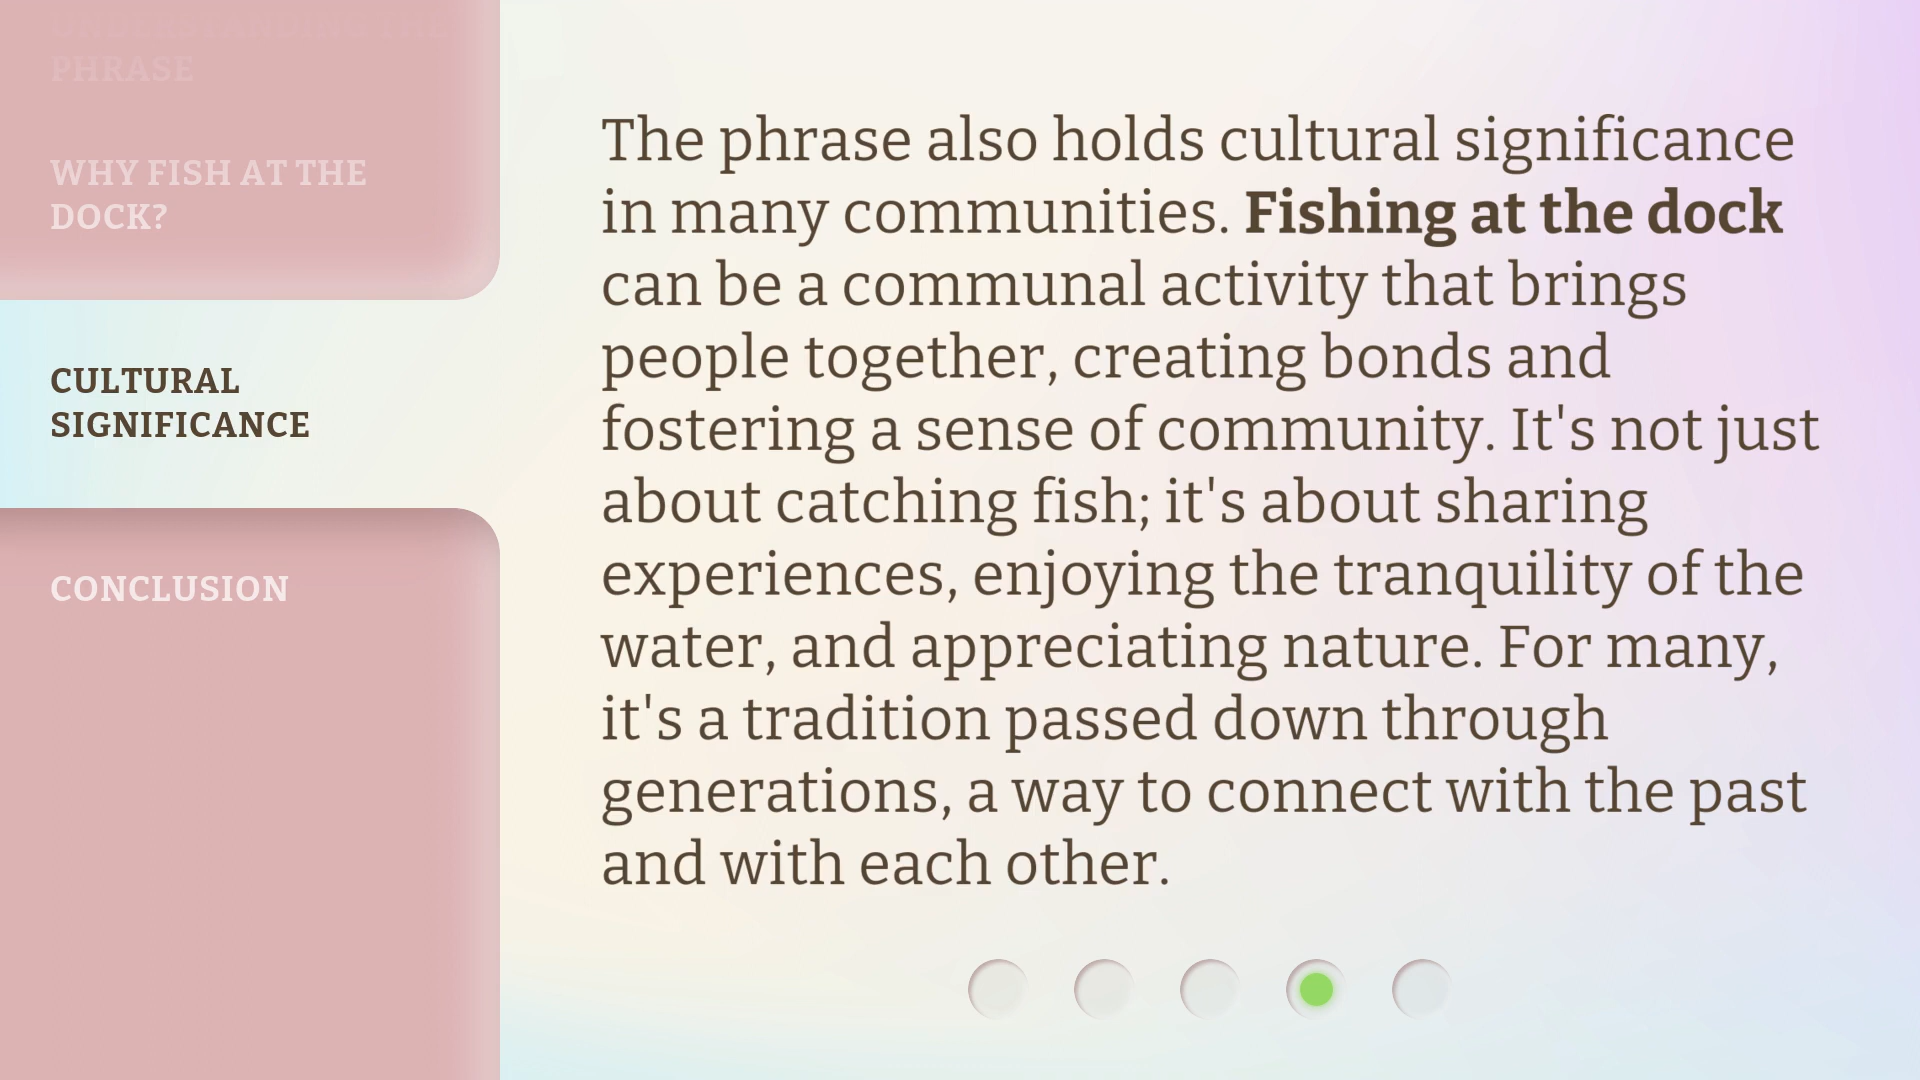 UNDERSTANDING THE
PHRASE
WHY FISH AT THE
DOCK?
CULTURAL
SIGNIFICANCE
CONCLUSION
The phrase also holds cultural significance
in many communities. Fishing at the dock
can be a communal activity that brings
people together, creating bonds and
fostering a sense of community. It's not just
about catching fish; it's about sharing
experiences, enjoying the tranquility of the
water, and appreciating nature. For many,
it's a tradition passed down through
generations, a way to connect with the past
and with each other.